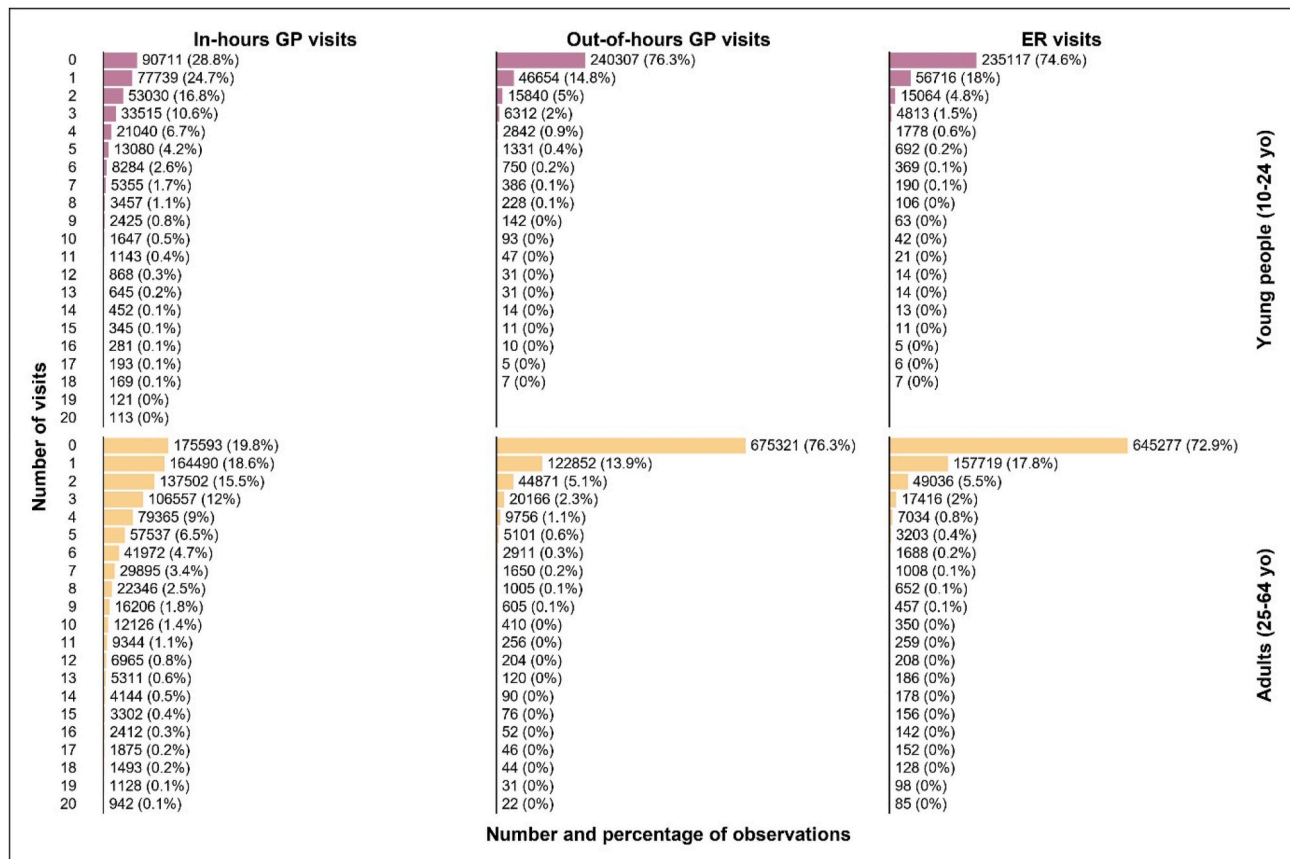 In-hours GP visits Out-of-hours GP visits ER visits
0 90711 (28.8%) 240307 (76.3%) 235117 (74.6%)
1 77739 (24.7%) 46654 (14.8%) 56716 (18%)
2 53030 (16.8%) 15840 (5%) 15064 (4.8%)
3 33515 (10.6%) 6312 (2%) 4813 (1.5%)
4 21040 (6.7%) 2842 (0.9%) 1778 (0.6%)
5 13080 (4.2%) 1331 (0.4%) 692 (0.2%)
6 8284 (2.6%) 750 (0.2%) 369 (0.1%)
7 5355 (1.7%) 386 (0.1%) 190 (0.1%)
8 3457 (1.1%) 228 (0.1%) 106 (0%)
9 2425 (0.8%) 142 (0%) 63 (0%)
10 1647 (0.5%) 93 (0%) 42 (0%)
11 1143 (0.4%) 47 (0%) 21 (0%)
12 868 (0.3%) 31 (0%) 14 (0%)
13 645 (0.2%) 31 (0%) 14 (0%)
14 452 (0.1%) 14 (0%) 13 (0%)
15 345 (0.1%) 11 (0%) 11 (0%)
16 281 (0.1%) 10 (0%) 5 (0%)
17 193 (0.1%) 5 (0%) 6 (0%)
18 169 (0.1%) 7 (0%) 7 (0%)
19 121 (0%)
20 113 (0%)
Young people (10-24 yo)
Number of visits
0 175593 (19.8%) 675321 (76.3%) 645277 (72.9%)
1 164490 (18.6%) 122852 (13.9%) 157719 (17.8%)
2 137502 (15.5%) 44871 (5.1%) 49036 (5.5%)
3 106557 (12%) 20166 (2.3%) 17416 (2%)
4 79365 (9%) 9756 (1.1%) 7034 (0.8%)
5 57537 (6.5%) 5101 (0.6%) 3203 (0.4%)
6 41972 (4.7%) 2911 (0.3%) 1688 (0.2%)
7 29895 (3.4%) 1650 (0.2%) 1008 (0.1%)
8 22346 (2.5%) 1005 (0.1%) 652 (0.1%)
9 16206 (1.8%) 605 (0.1%) 457 (0.1%)
10 12126 (1.4%) 410 (0%) 350 (0%)
11 9344 (1.1%) 256 (0%) 259 (0%)
12 6965 (0.8%) 204 (0%) 208 (0%)
13 5311 (0.6%) 120 (0%) 186 (0%)
14 4144 (0.5%) 90 (0%) 178 (0%)
15 3302 (0.4%) 76 (0%) 156 (0%)
16 2412 (0.3%) 52 (0%) 142 (0%)
17 1875 (0.2%) 46 (0%) 152 (0%)
18 1493 (0.2%) 44 (0%) 128 (0%)
19 1128 (0.1%) 31 (0%) 98 (0%)
20 942 (0.1%) 22 (0%) 85 (0%)
Adults (25-64 yo)
Number and percentage of observations